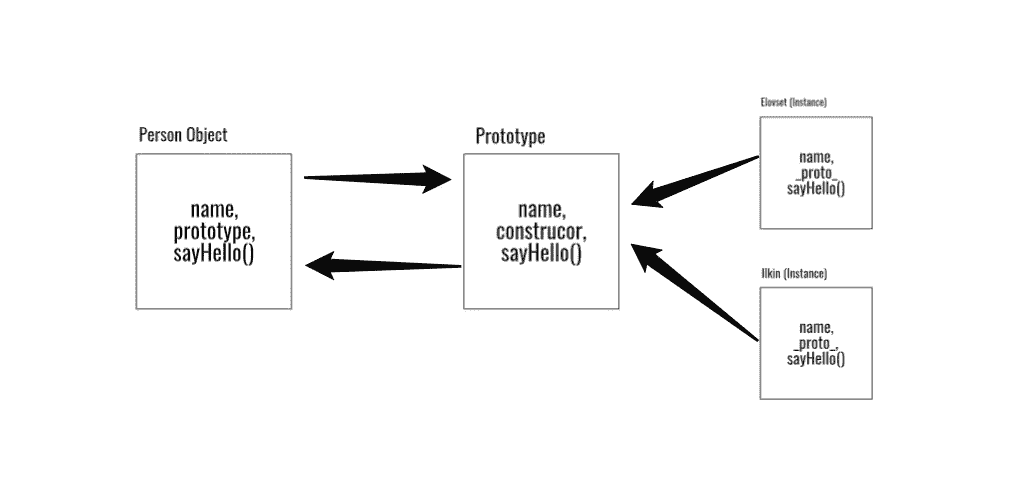 Person Object
name,
prototype,
sayHello()
Prototype
name,
construcor,
sayHello()
Elovset (Instance)
name,
_proto_
sayHello()
Ilkin (Instance)
name,
_proto_,
sayHello()